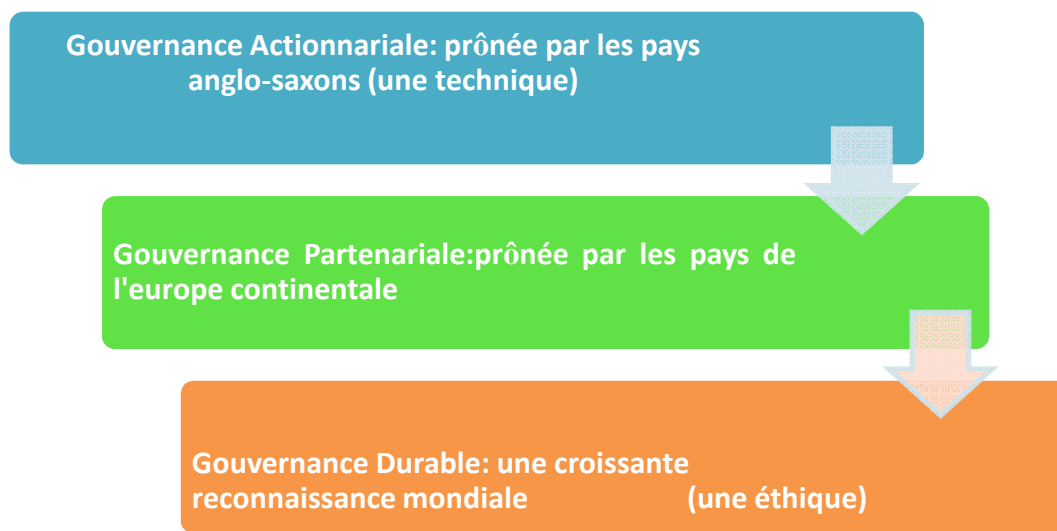 Gouvernance Actionnariale: prônée par les pays
anglo-saxons (une technique)
Gouvernance Partenariale:prônée par les pays de
l'europe continentale
Gouvernance Durable: une croissante
reconnaissance mondiale (une éthique)